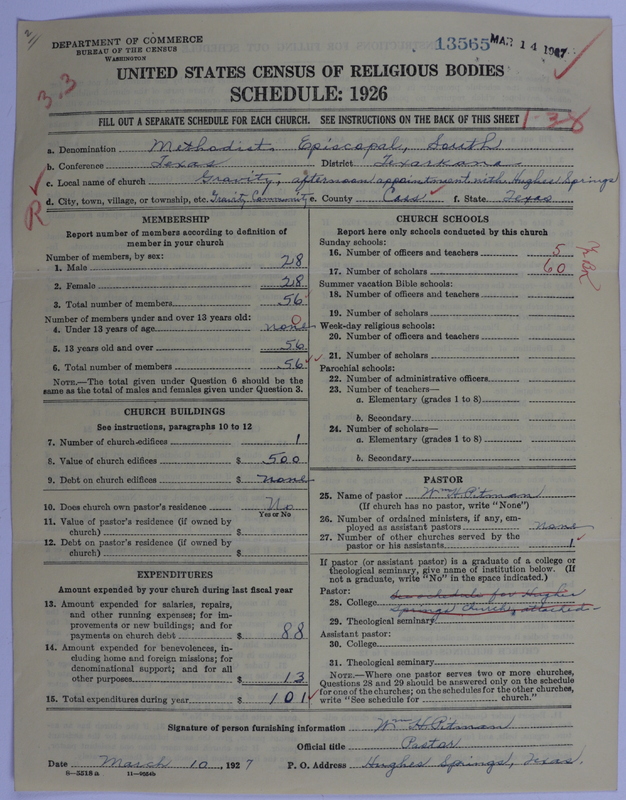 DEPARTMENT OF COMMERCE
BUREAU OF THE CENSUS
WASHINGTON
13565
MAR 14 1927
UNITED STATES CENSUS OF RELIGIOUS BODIES
SCHEDULE: 1926
3.3
FILL OUT A SEPARATE SCHEDULE FOR EACH CHURCH. SEE INSTRUCTIONS ON THE BACK OF THIS SHEET
1-38
a. Denomination Methodist Episcopal, South
b. Conference Texas District Texarkana
c. Local name of church Gravity, afternoon appointment with Hughes Springs
d. City, town, village, or township, etc. Gravity Community e. County Cass f. State Texas
R
MEMBERSHIP
Report number of members according to definition of
member in your church
Number of members, by sex:
1. Male 28
2. Female 28
3. Total number of members 56
Number of members under and over 13 years old:
4. Under 13 years of age none 0
5. 13 years old and over 56
6. Total number of members 56
NOTE.—The total given under Question 6 should be
same as the total of males and females given under Question 3.
CHURCH BUILDINGS
See instructions, paragraphs 10 to 12
7. Number of church edifices 1
8. Value of church edifices $ 500
9. Debt on church edifices $ none
10. Does church own pastor's residence No
Yes or No
11. Value of pastor's residence (if owned by
church) $
12. Debt on pastor's residence (if owned by
church) $
EXPENDITURES
Amount expended by your church during last fiscal year
13. Amount expended for salaries, repairs,
and other running expenses; for im-
provements or new buildings; and for
payments on church debt $ 88
14. Amount expended for benevolences, in-
cluding home and foreign missions; for
denominational support; and for all
other purposes $ 13
15. Total expenditures during year $ 101
CHURCH SCHOOLS
Report here only schools conducted by this church
Sunday schools:
16. Number of officers and teachers 5
17. Number of scholars 60
Summer vacation Bible schools:
18. Number of officers and teachers
19. Number of scholars
Week-day religious schools:
20. Number of officers and teachers
21. Number of scholars
Parochial schools:
22. Number of administrative officers
23. Number of teachers—
a. Elementary (grades 1 to 8)
b. Secondary
24. Number of scholars—
a. Elementary (grades 1 to 8)
b. Secondary
PASTOR
25. Name of pastor Wm H. Pitman
(If church has no pastor, write "None")
26. Number of ordained ministers, if any, em-
ployed as assistant pastors none
27. Number of other churches served by the
pastor or his assistants 1
If pastor (or assistant pastor) is a graduate of a college or
theological seminary, give name of institution below. (If
not a graduate, write "No" in the space indicated.)
Pastor:
28. College See schedule for Hughes
Springs Church, attached
29. Theological seminary
Assistant pastor:
30. College
31. Theological seminary
NOTE.—Where one pastor serves two or more churches,
Questions 28 and 29 should be answered only on the schedule
for one of the churches; on the schedules for the other churches,
write "See schedule for church."
Signature of person furnishing information Wm H. Pitman
Official title Pastor
Date March 10, 1927 P. O. Address Hughes Springs, Texas.
8—5518 a 11—9564b